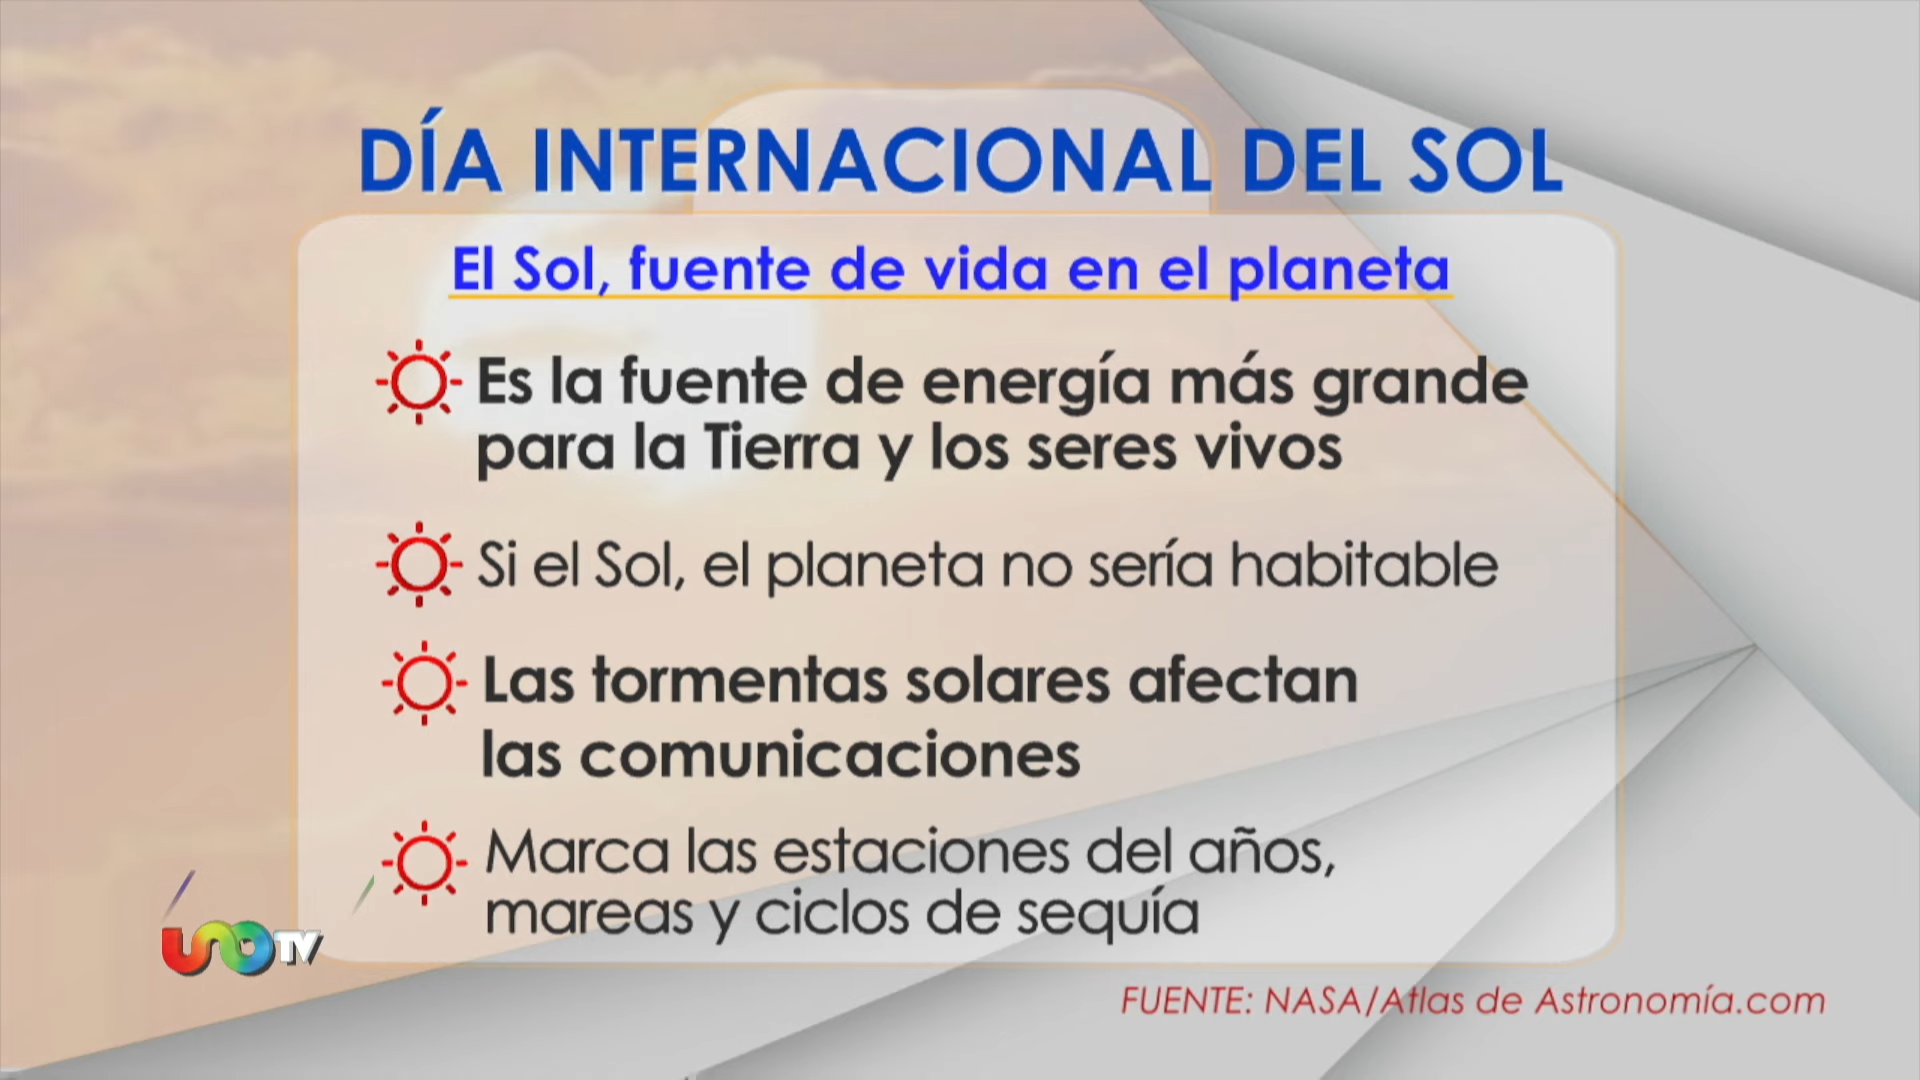 DÍA INTERNACIONAL DEL SOL
El Sol, fuente de vida en el planeta
Es la fuente de energía más grande
para la Tierra y los seres vivos
Si el Sol, el planeta no sería habitable
Las tormentas solares afectan
las comunicaciones
Marca las estaciones del años,
mareas y ciclos de sequía
UNO TV
FUENTE: NASA/Atlas de Astronomía.com